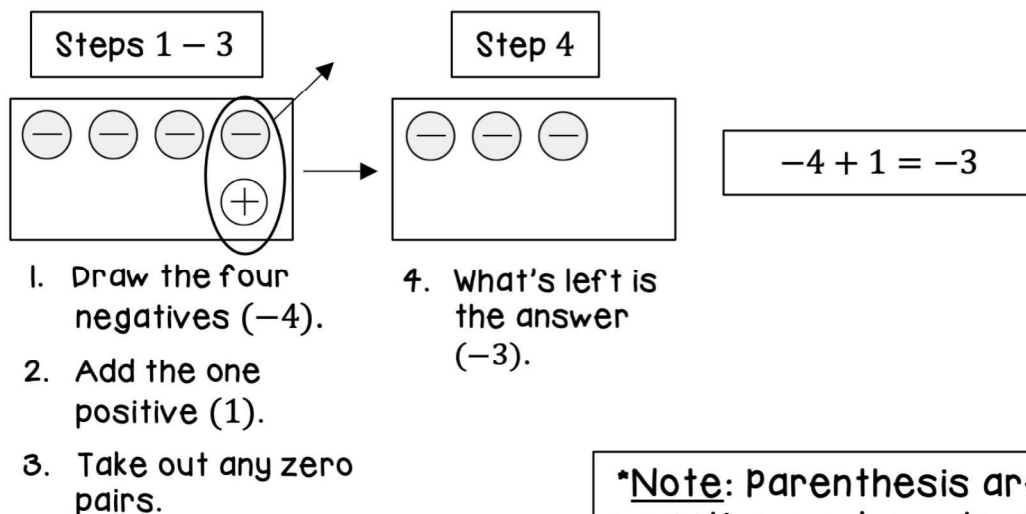 Steps 1 – 3
Step 4
−4 + 1 = −3
1. Draw the four
negatives (−4).
2. Add the one
positive (1).
3. Take out any zero
pairs.
4. What's left is
the answer
(−3).
*Note: Parenthesis